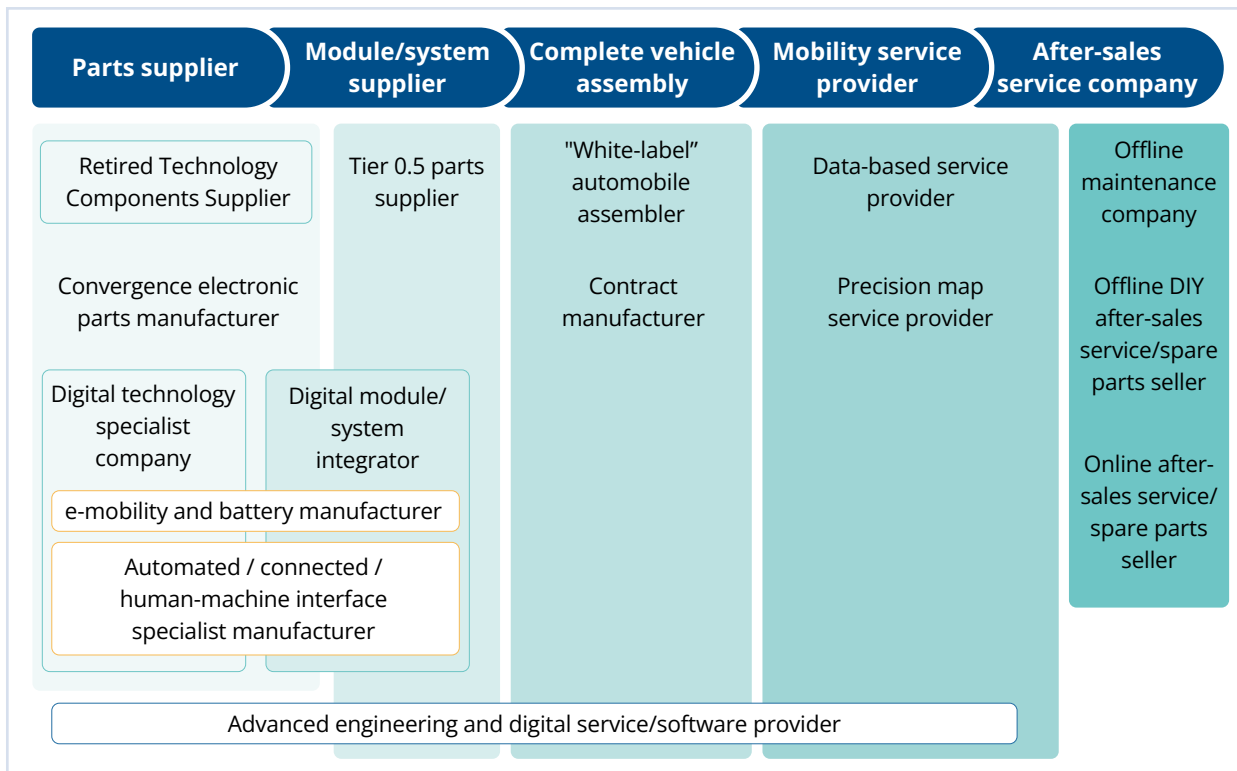 Parts supplier
Module/system
supplier
Complete vehicle
assembly
Mobility service
provider
After-sales
service company
Retired Technology
Components Supplier
Convergence electronic
parts manufacturer
Digital technology
specialist
company
Tier 0.5 parts
supplier
Digital module/
system
integrator
e-mobility and battery manufacturer
Automated / connected /
human-machine interface
specialist manufacturer
"White-label”
automobile
assembler
Contract
manufacturer
Data-based service
provider
Precision map
service provider
Offline
maintenance
company
Offline DIY
after-sales
service/spare
parts seller
Online after-
sales service/
spare parts
seller
Advanced engineering and digital service/software provider